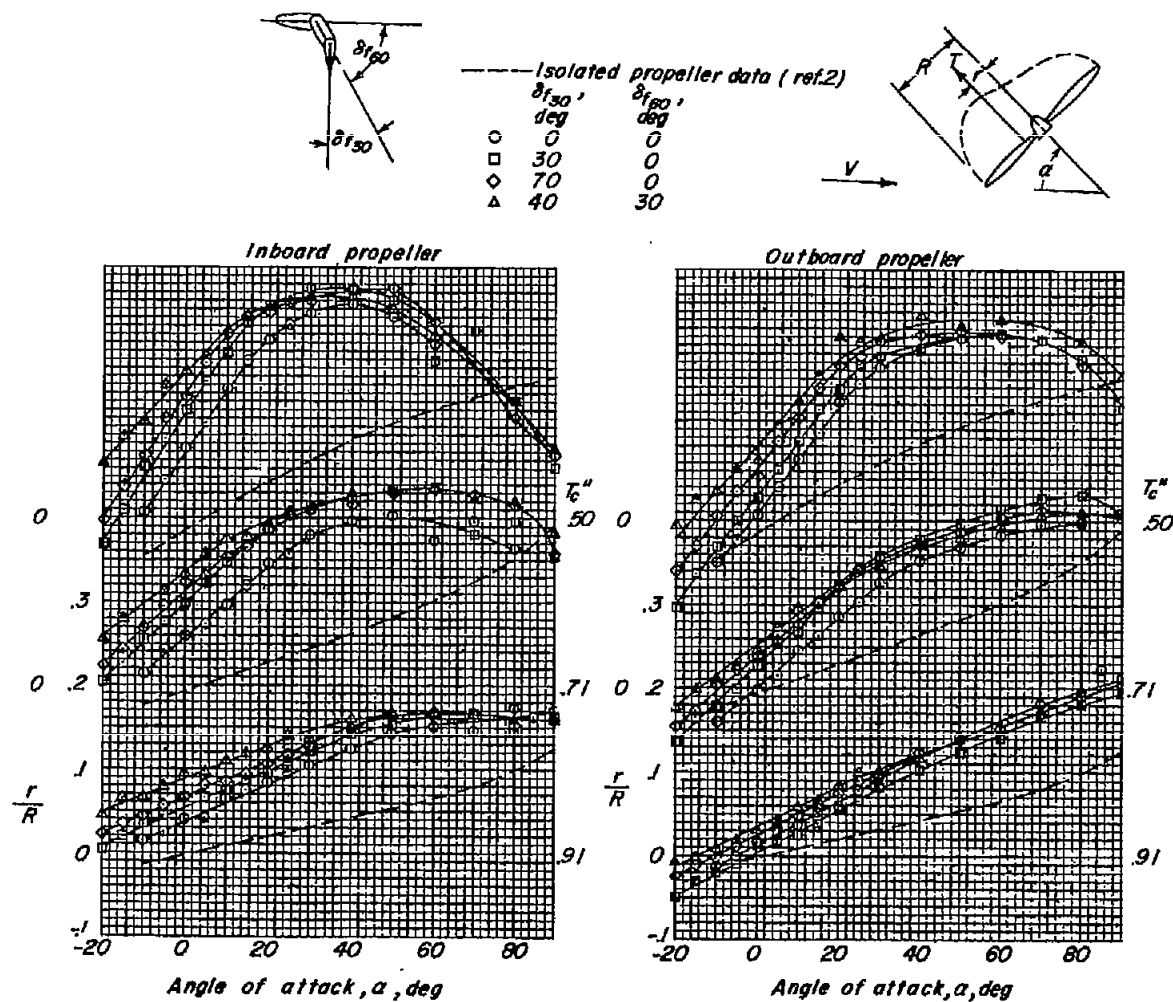 δf60
δf30
Isolated propeller data (ref.2)
δf30, δf60,
deg deg
○ 0 0
□ 30 0
◇ 70 0
△ 40 30
R T r
α
V
Inboard propeller
Outboard propeller
0 Tc" .50
.3
0 .2 .71
.1
r/R
0 .91
-.1
-20 0 20 40 60 80
Angle of attack, α, deg
0 Tc" .50
.3
0 .2 .71
.1
r/R
0 .91
-.1
-20 0 20 40 60 80
Angle of attack, α, deg